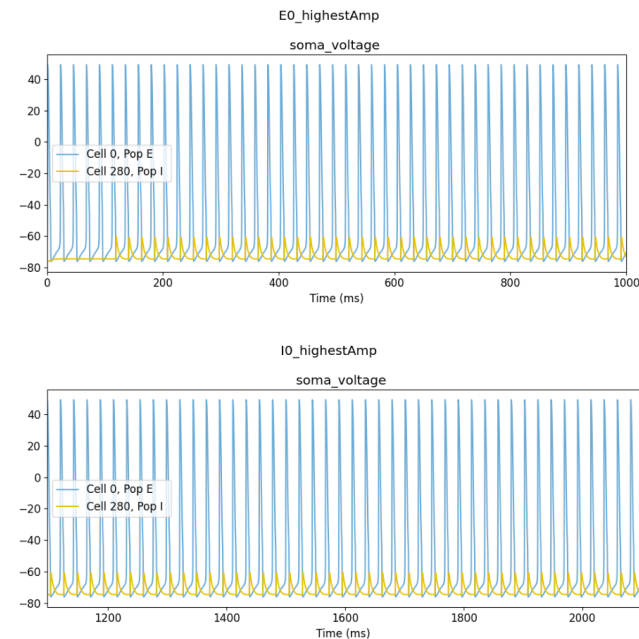 E0_highestAmp
soma_voltage
40
20
0
−20
−40
−60
−80
Cell 0, Pop E
Cell 280, Pop I
0 200 400 600 800 1000
Time (ms)
I0_highestAmp
soma_voltage
40
20
0
−20
−40
−60
−80
Cell 0, Pop E
Cell 280, Pop I
1200 1400 1600 1800 2000
Time (ms)